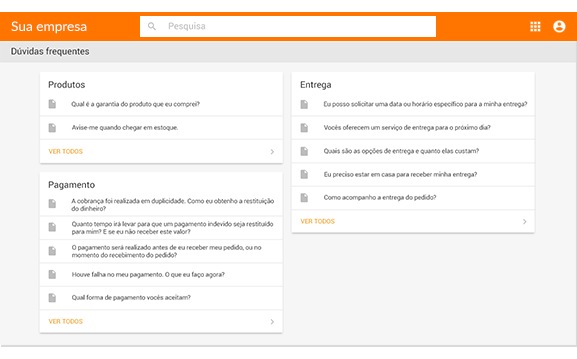 Sua empresa
Pesquisa
Dúvidas frequentes
Produtos
Qual é a garantia do produto que eu comprei?
Avise-me quando chegar em estoque.
VER TODOS
Pagamento
A cobrança foi realizada em duplicidade. Como eu obtenho a restituição
do dinheiro?
Quanto tempo irá levar para que um pagamento indevido seja restituído
para mim? E se eu não receber este valor?
O pagamento será realizado antes de eu receber meu pedido, ou no
momento do recebimento do pedido?
Houve falha no meu pagamento. O que eu faço agora?
Qual forma de pagamento vocês aceitam?
VER TODOS
Entrega
Eu posso solicitar uma data ou horário específico para a minha entrega?
Vocês oferecem um serviço de entrega para o próximo dia?
Quais são as opções de entrega e quanto elas custam?
Eu preciso estar em casa para receber minha entrega?
Como acompanho a entrega do pedido?
VER TODOS